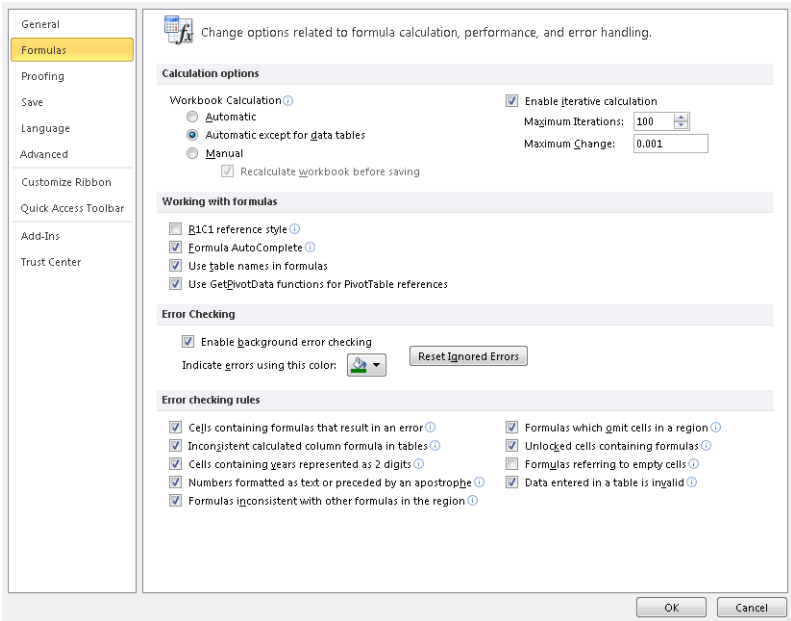 General
Formulas
Proofing
Save
Language
Advanced
Customize Ribbon
Quick Access Toolbar
Add-Ins
Trust Center
Change options related to formula calculation, performance, and error handling.
Calculation options
Workbook Calculation
Automatic
Automatic except for data tables
Manual
Recalculate workbook before saving
Enable iterative calculation
Maximum Iterations: 100
Maximum Change: 0.001
Working with formulas
R1C1 reference style
Formula AutoComplete
Use table names in formulas
Use GetPivotData functions for PivotTable references
Error Checking
Enable background error checking
Indicate errors using this color:
Reset Ignored Errors
Error checking rules
Cells containing formulas that result in an error
Inconsistent calculated column formula in tables
Cells containing years represented as 2 digits
Numbers formatted as text or preceded by an apostrophe
Formulas inconsistent with other formulas in the region
Formulas which omit cells in a region
Unlocked cells containing formulas
Formulas referring to empty cells
Data entered in a table is invalid
OK
Cancel